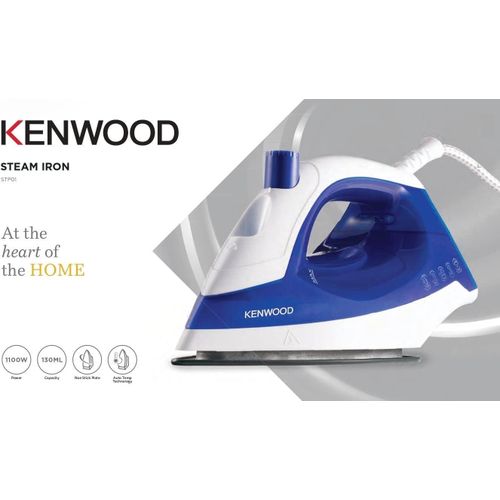 KENWOOD
STEAM IRON
STP01
At the
heart of
the HOME
KENWOOD
1100W
Power
130ML
Capacity
Non Stick Plate
Auto Temp
Technology